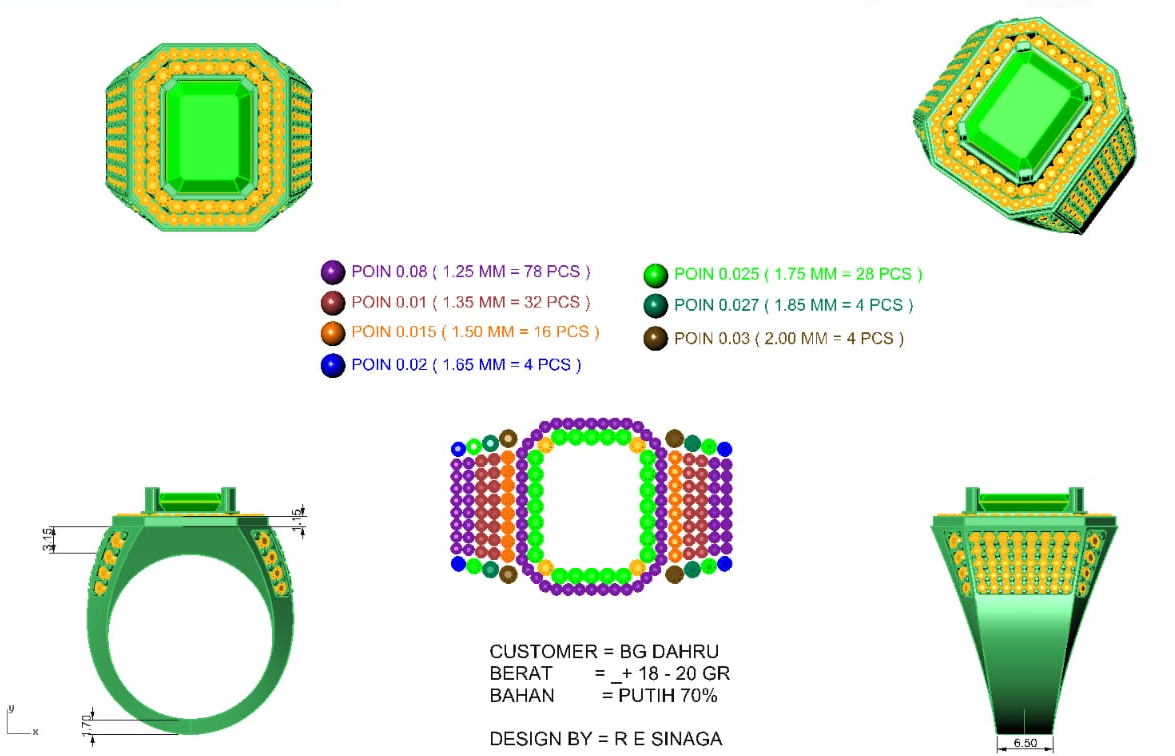 POIN 0.08 ( 1.25 MM = 78 PCS )
POIN 0.01 ( 1.35 MM = 32 PCS )
POIN 0.015 ( 1.50 MM = 16 PCS )
POIN 0.02 ( 1.65 MM = 4 PCS )
POIN 0.025 ( 1.75 MM = 28 PCS )
POIN 0.027 ( 1.85 MM = 4 PCS )
POIN 0.03 ( 2.00 MM = 4 PCS )
3.15
1.15
1.70
y
x
CUSTOMER = BG DAHRU
BERAT = _+ 18 - 20 GR
BAHAN = PUTIH 70%
DESIGN BY = R E SINAGA
6.50